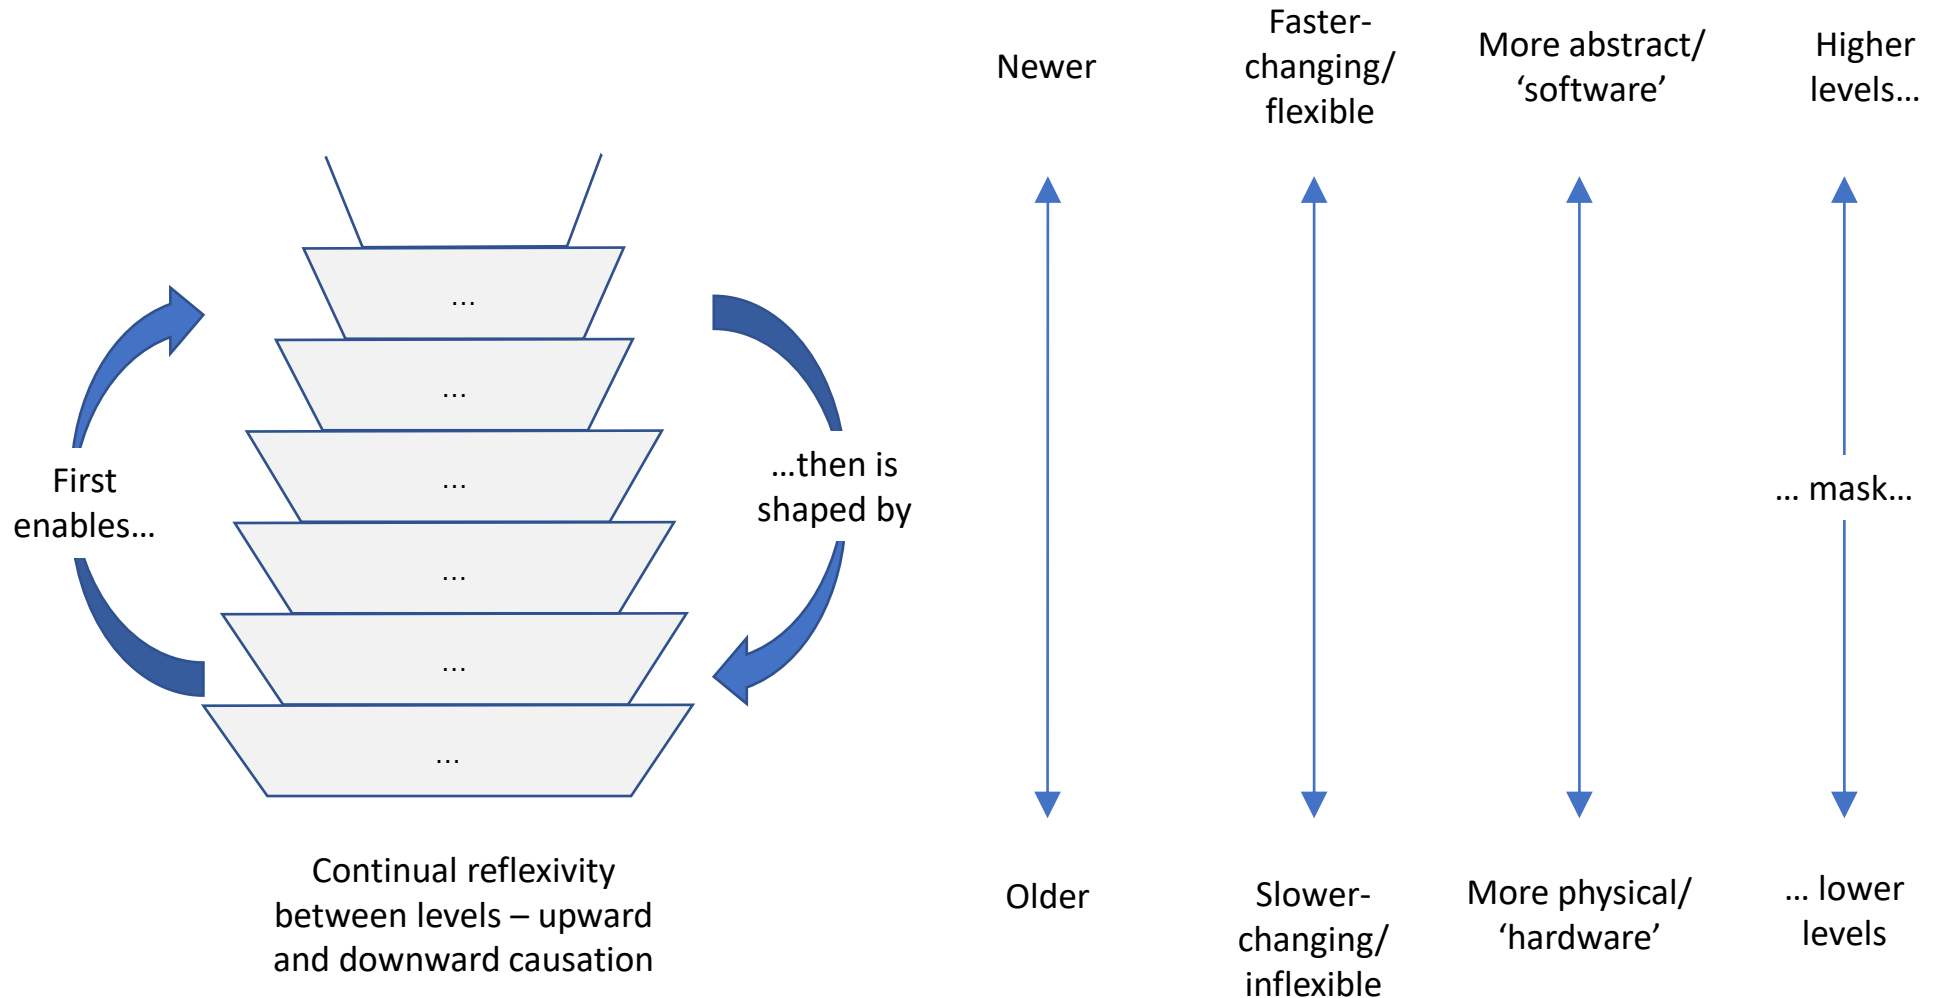 …
…
…
…
…
…
First
enables…
…then is
shaped by
Continual reflexivity
between levels – upward
and downward causation
Newer
Older
Faster-
changing/
flexible
Slower-
changing/
inflexible
More abstract/
‘software’
More physical/
‘hardware’
Higher
levels…
… mask…
… lower
levels